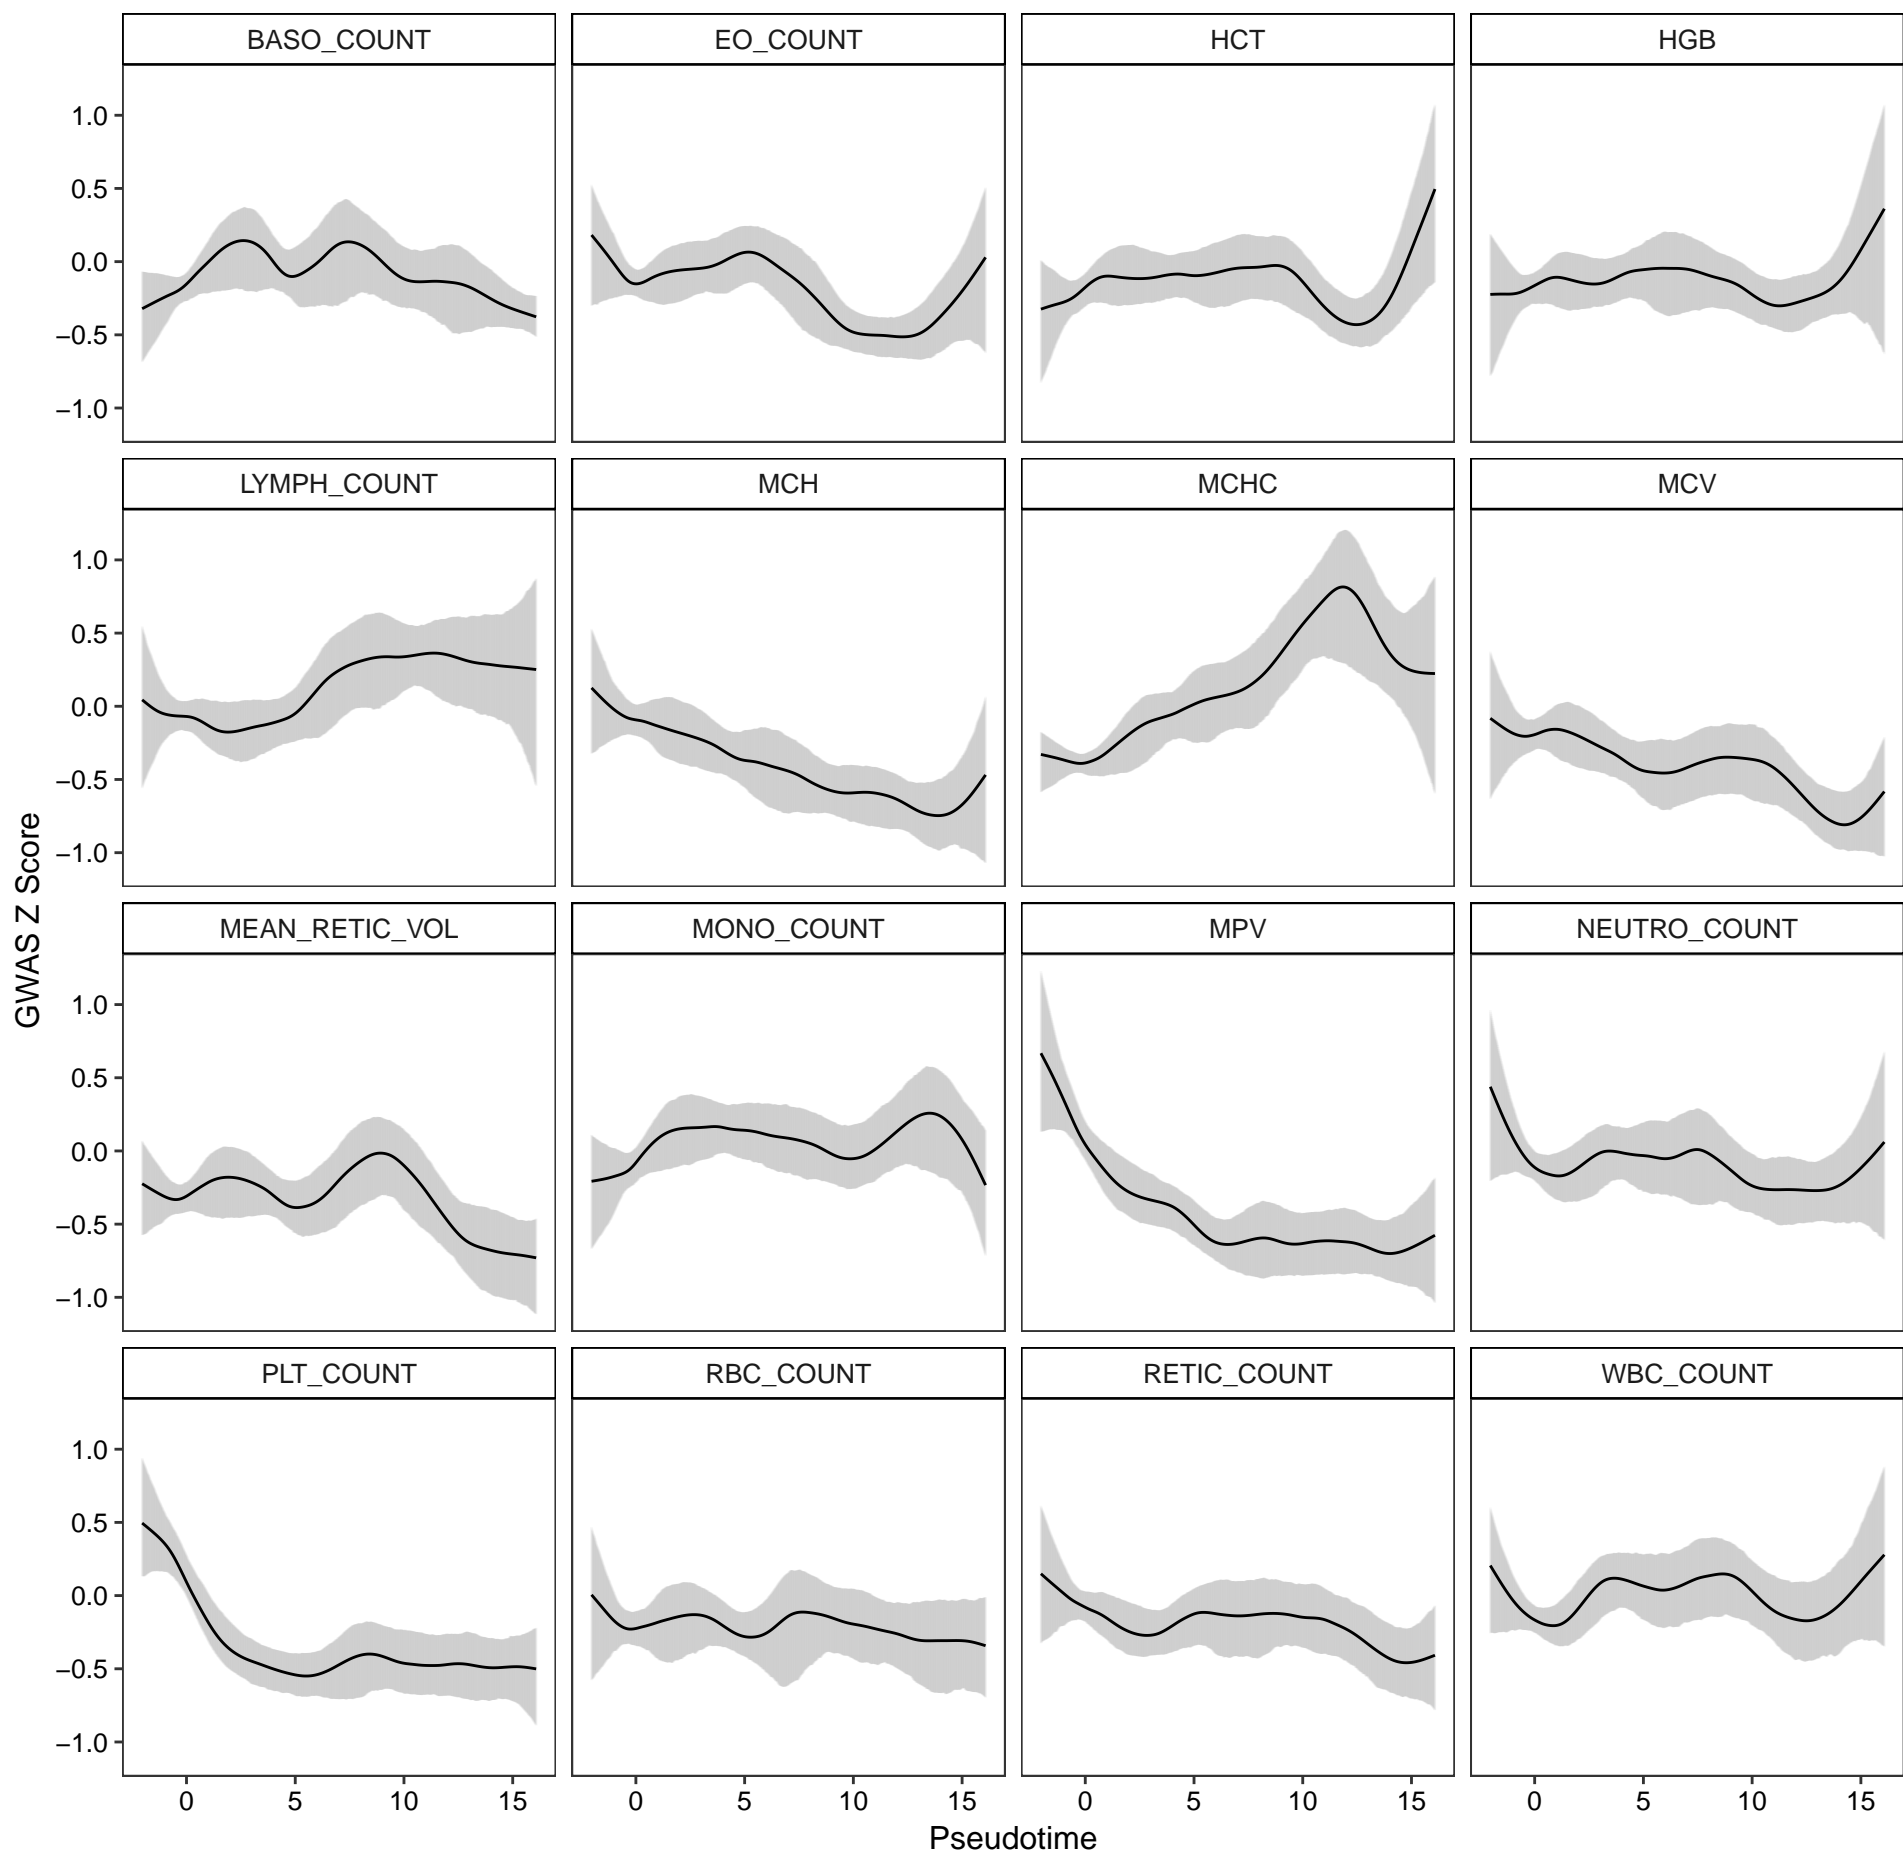 BASO_COUNT EO_COUNT HCT HGB
1.0
0.5
0.0
−0.5
−1.0
LYMPH_COUNT MCH MCHC MCV
1.0
0.5
0.0
−0.5
−1.0
MEAN_RETIC_VOL MONO_COUNT MPV NEUTRO_COUNT
1.0
0.5
0.0
−0.5
−1.0
PLT_COUNT RBC_COUNT RETIC_COUNT WBC_COUNT
1.0
0.5
0.0
−0.5
−1.0
0 5 10 15 0 5 10 15 0 5 10 15 0 5 10 15
Pseudotime
GWAS Z Score